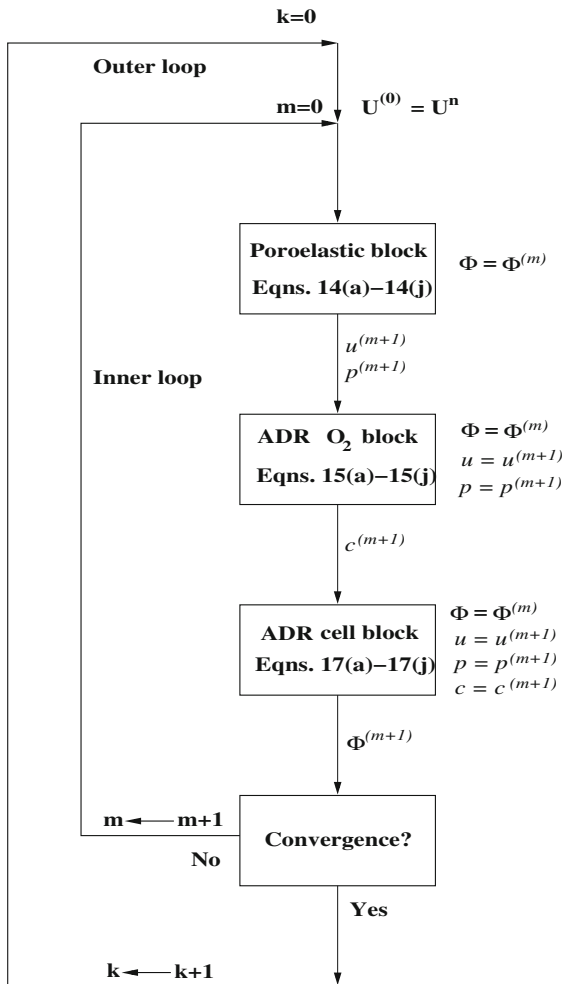 k=0
Outer loop
m=0
U⁽⁰⁾ = Uⁿ
Poroelastic block
Eqns. 14(a)−14(j)
Φ = Φ^(m)
u^(m+1)
p^(m+1)
Inner loop
ADR O₂ block
Eqns. 15(a)−15(j)
Φ = Φ^(m)
u = u^(m+1)
p = p^(m+1)
c^(m+1)
ADR cell block
Eqns. 17(a)−17(j)
Φ = Φ^(m)
u = u^(m+1)
p = p^(m+1)
c = c^(m+1)
Φ^(m+1)
m ← m+1
No
Convergence?
Yes
k ← k+1